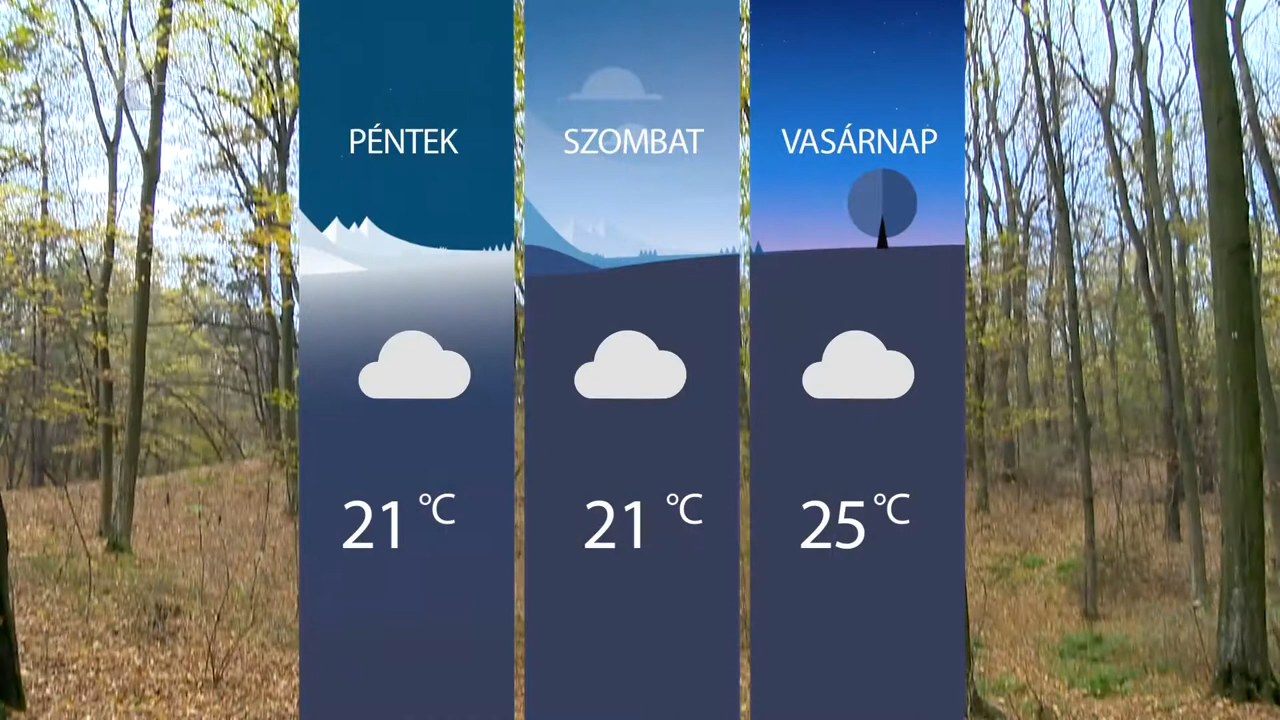 PÉNTEK
SZOMBAT
VASÁRNAP
21 °C
21 °C
25 °C